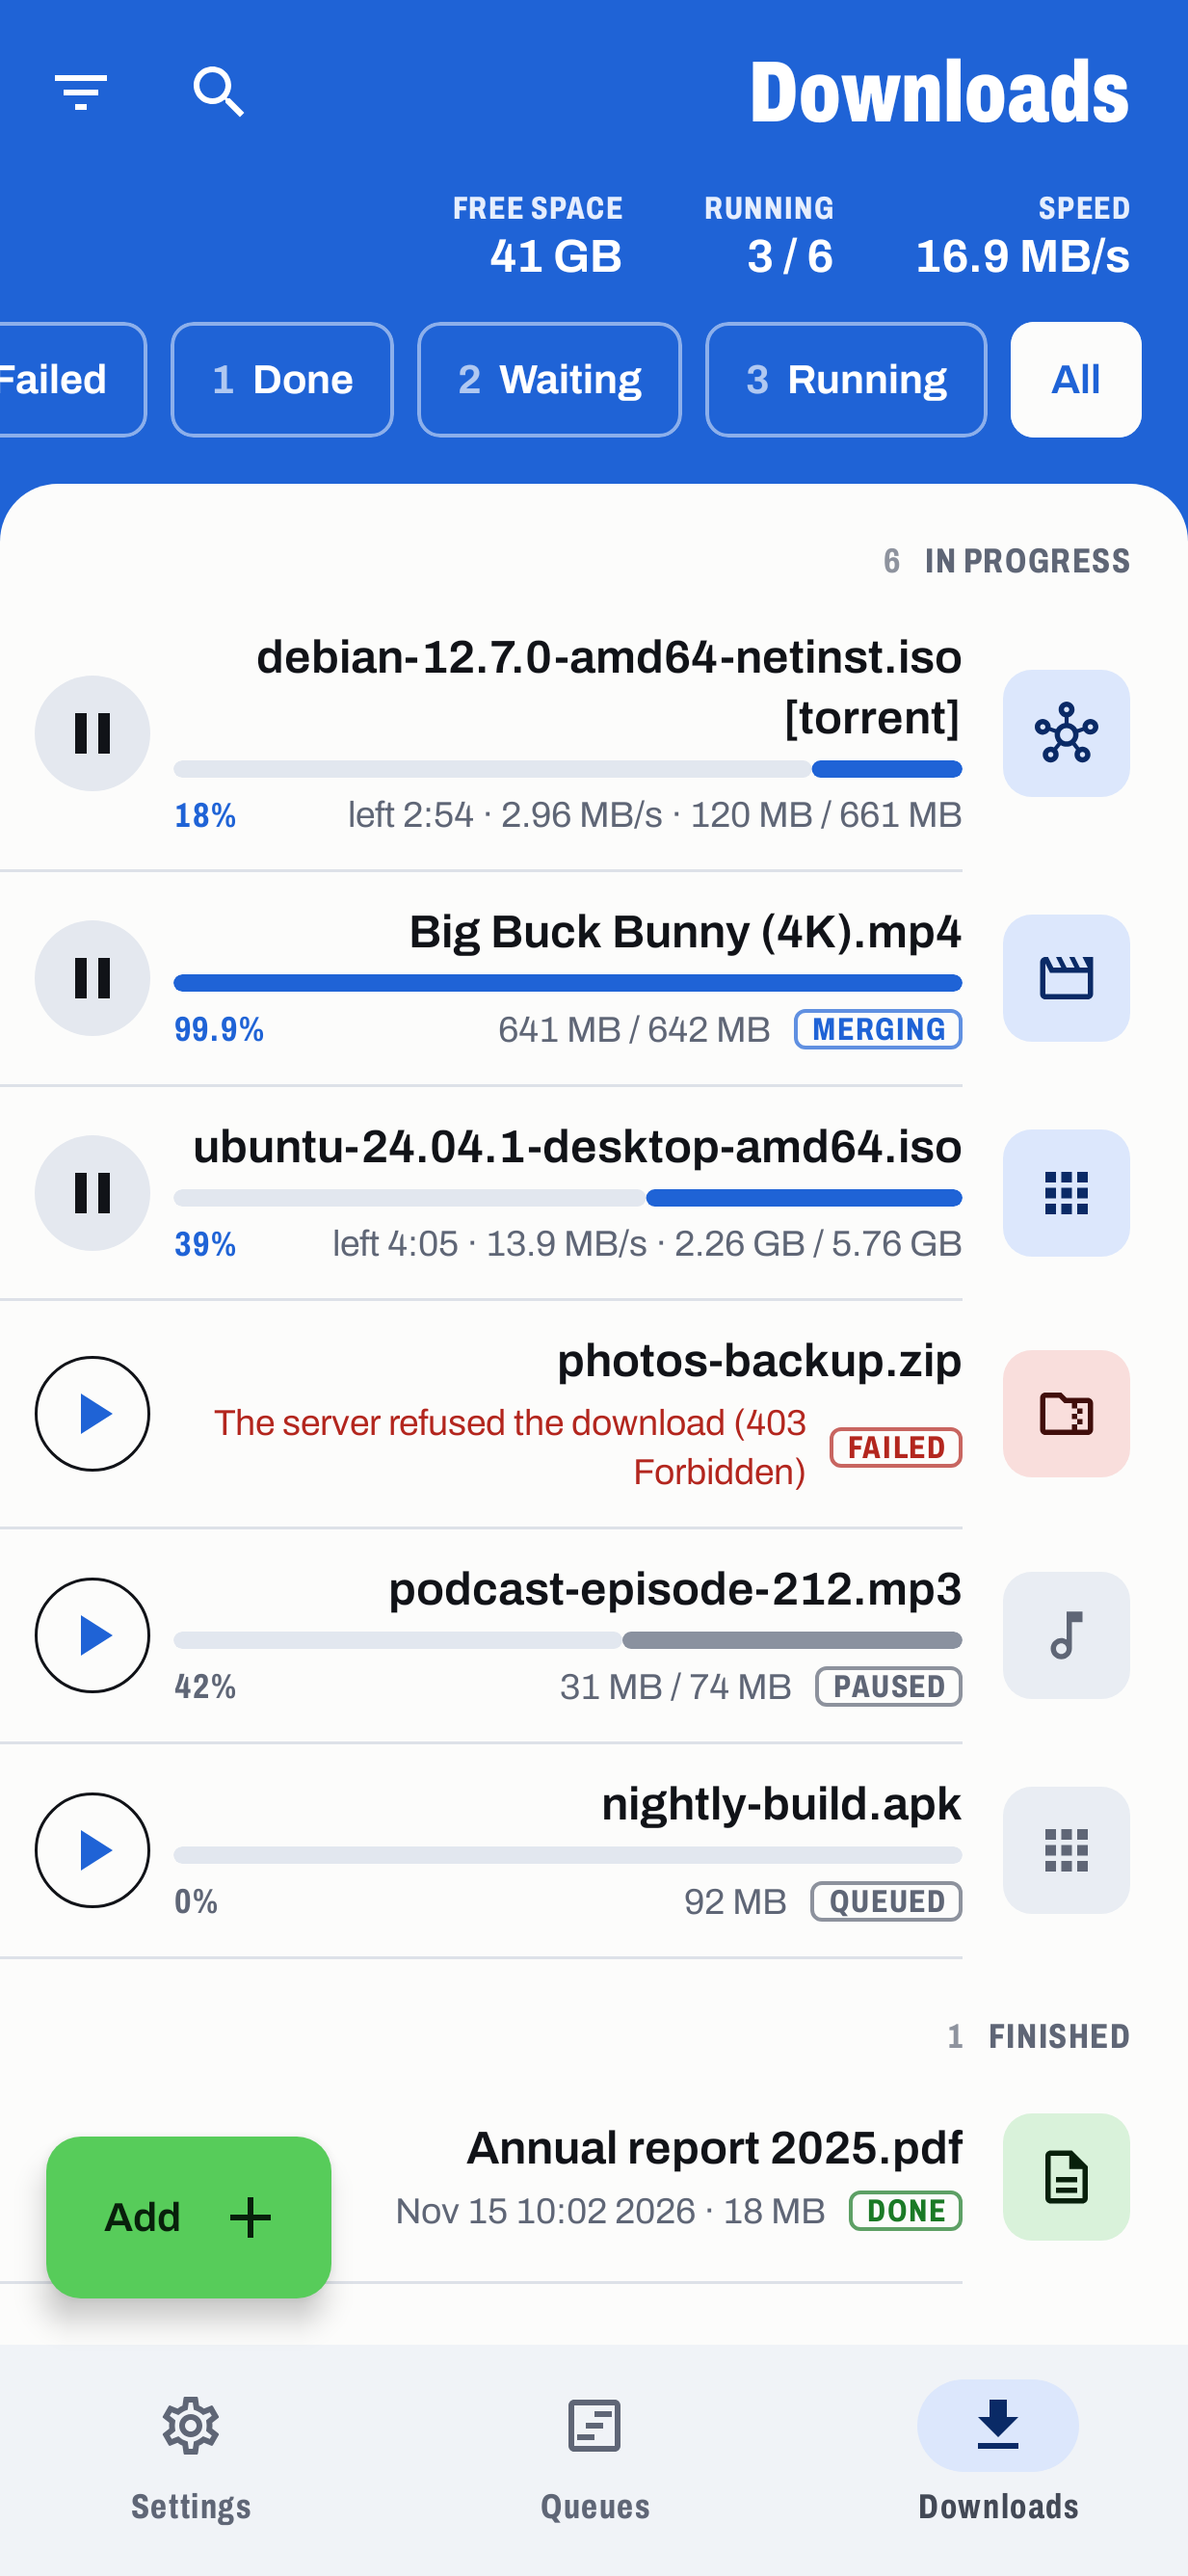 Downloads
SPEED
16.9 MB/s
RUNNING
3 / 6
FREE SPACE
41 GB
All
3 Running
2 Waiting
1 Done
Failed
6 IN PROGRESS
debian-12.7.0-amd64-netinst.iso
[torrent]
18% left 2:54 · 2.96 MB/s · 120 MB / 661 MB
Big Buck Bunny (4K).mp4
99.9% 641 MB / 642 MB MERGING
ubuntu-24.04.1-desktop-amd64.iso
39% left 4:05 · 13.9 MB/s · 2.26 GB / 5.76 GB
photos-backup.zip
The server refused the download (403
Forbidden)
FAILED
podcast-episode-212.mp3
42% 31 MB / 74 MB PAUSED
nightly-build.apk
0% 92 MB QUEUED
1 FINISHED
Annual report 2025.pdf
Nov 15 10:02 2026 · 18 MB DONE
Add
Settings
Queues
Downloads